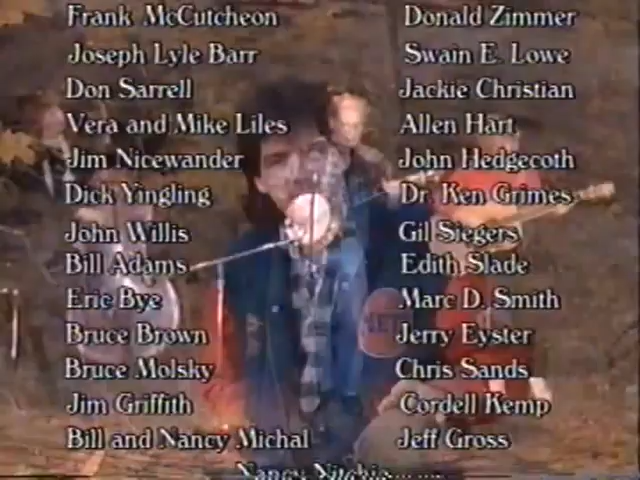 Frank McCutcheon
Donald Zimmer
Joseph Lyle Barr
Swain E. Lowe
Don Sarrell
Jackie Christian
Vera and Mike Liles
Allen Hart
Jim Nicewander
John Hedgecoth
Dick Yingling
Dr. Ken Grimes
John Willis
Gil Siegers
Bill Adams
Edith Slade
Eric Bye
Marc D. Smith
Bruce Brown
Jerry Eyster
Bruce Molsky
Chris Sands
Jim Griffith
Cordell Kemp
Bill and Nancy Michal
Jeff Gross
Nancy